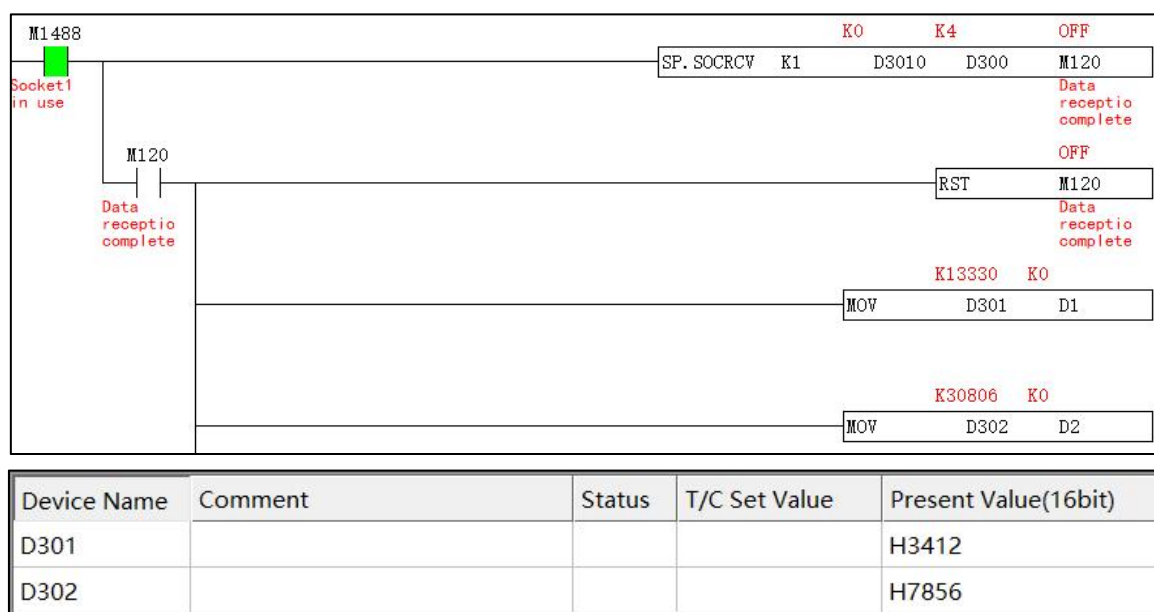 M1488
K0 K4 OFF
SP.SOCRCV K1 D3010 D300 M120
Socket1
in use
Data
receptio
complete
M120
OFF
RST M120
Data
receptio
complete
Data
receptio
complete
K13330 K0
MOV D301 D1
K30806 K0
MOV D302 D2
Device Name Comment Status T/C Set Value Present Value(16bit)
D301 H3412
D302 H7856